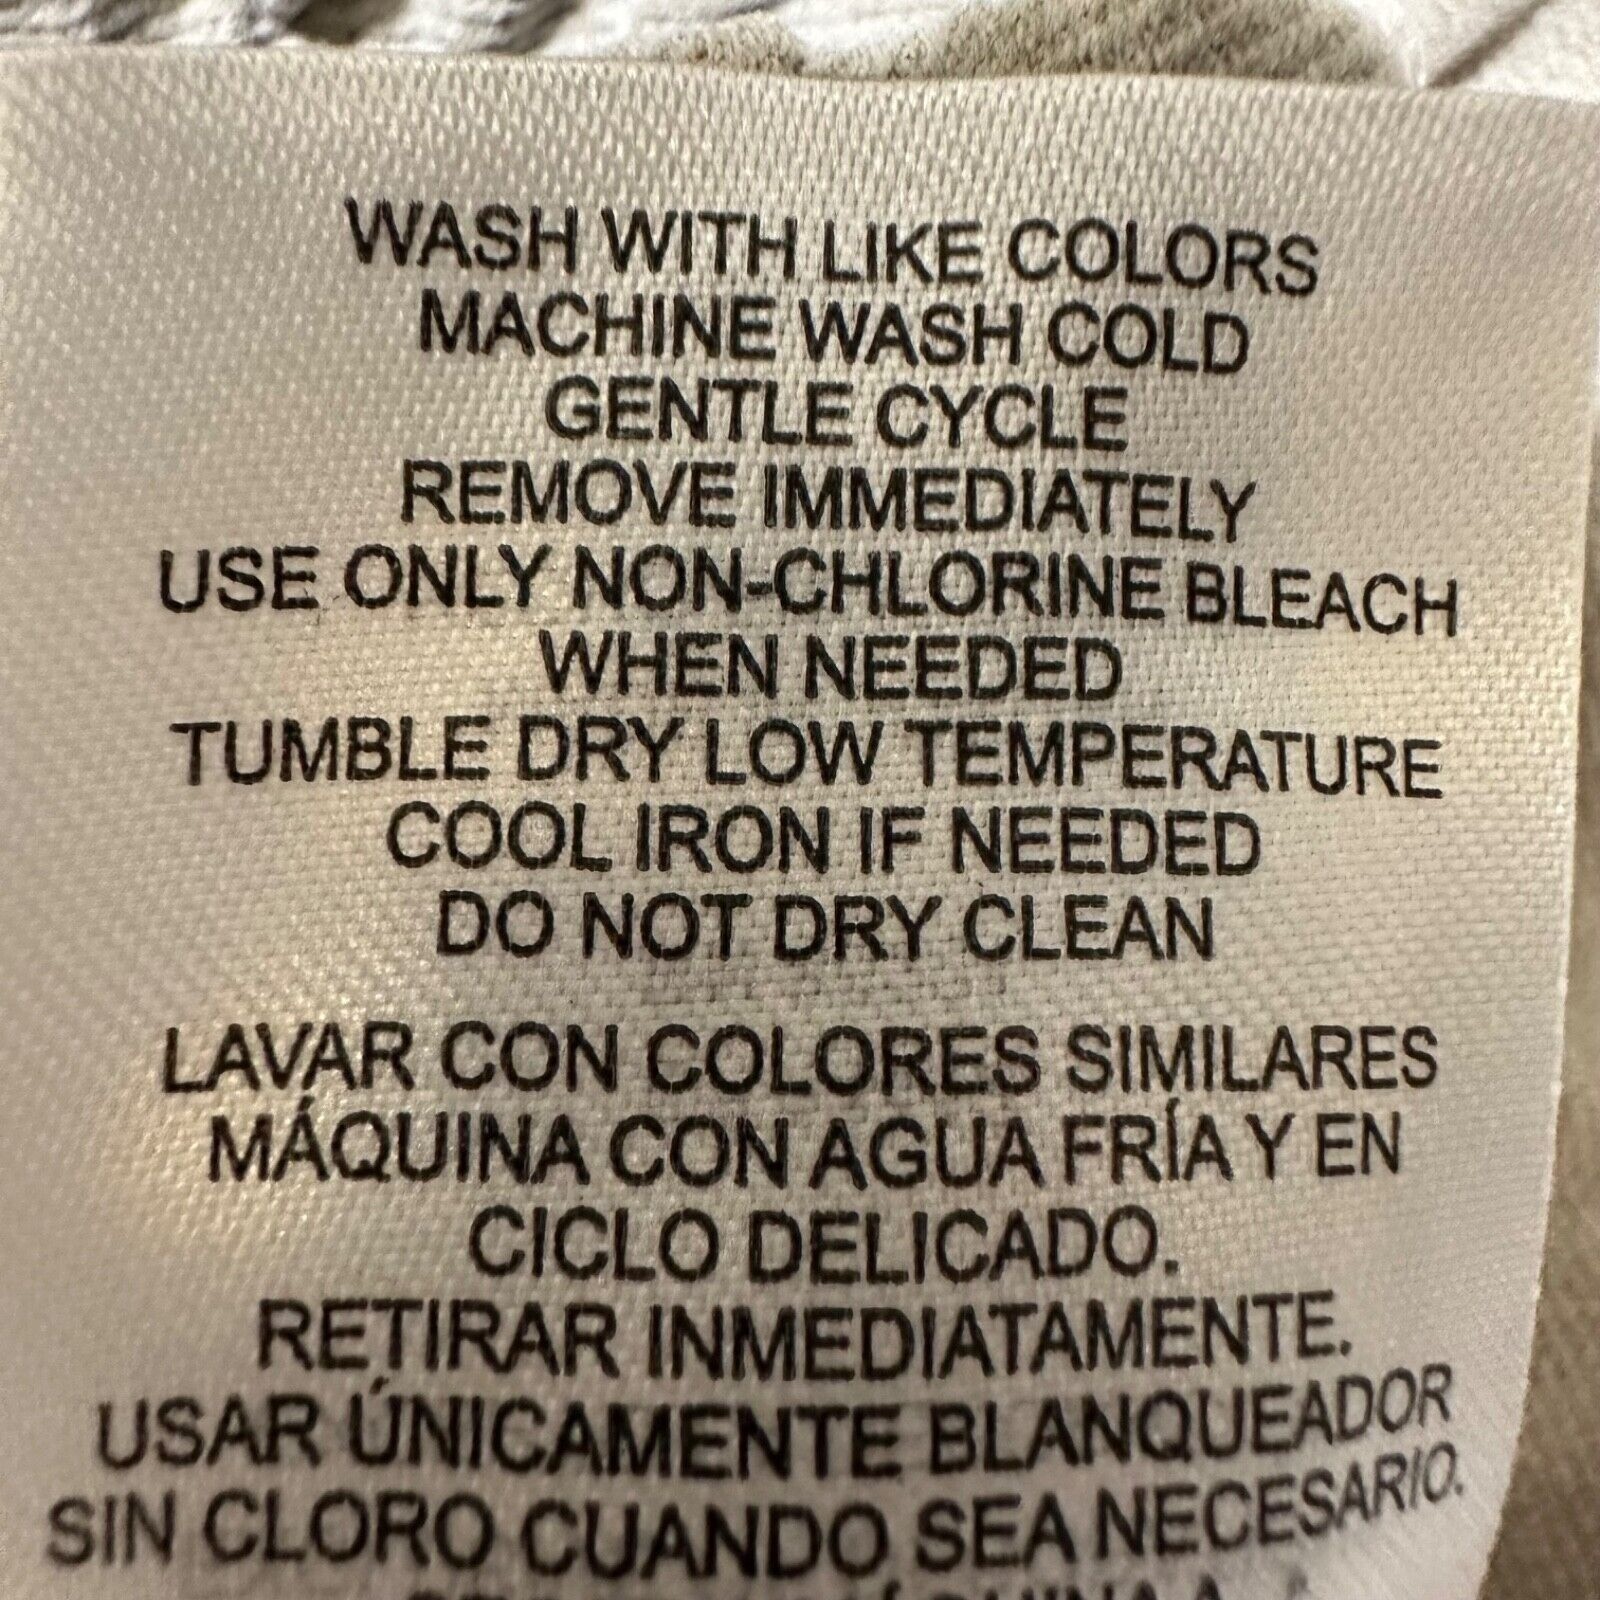 WASH WITH LIKE COLORS
MACHINE WASH COLD
GENTLE CYCLE
REMOVE IMMEDIATELY
USE ONLY NON-CHLORINE BLEACH
WHEN NEEDED
TUMBLE DRY LOW TEMPERATURE
COOL IRON IF NEEDED
DO NOT DRY CLEAN
LAVAR CON COLORES SIMILARES
MÁQUINA CON AGUA FRÍA Y EN
CICLO DELICADO.
RETIRAR INMEDIATAMENTE.
USAR ÚNICAMENTE BLANQUEADOR
SIN CLORO CUANDO SEA NECESARIO.